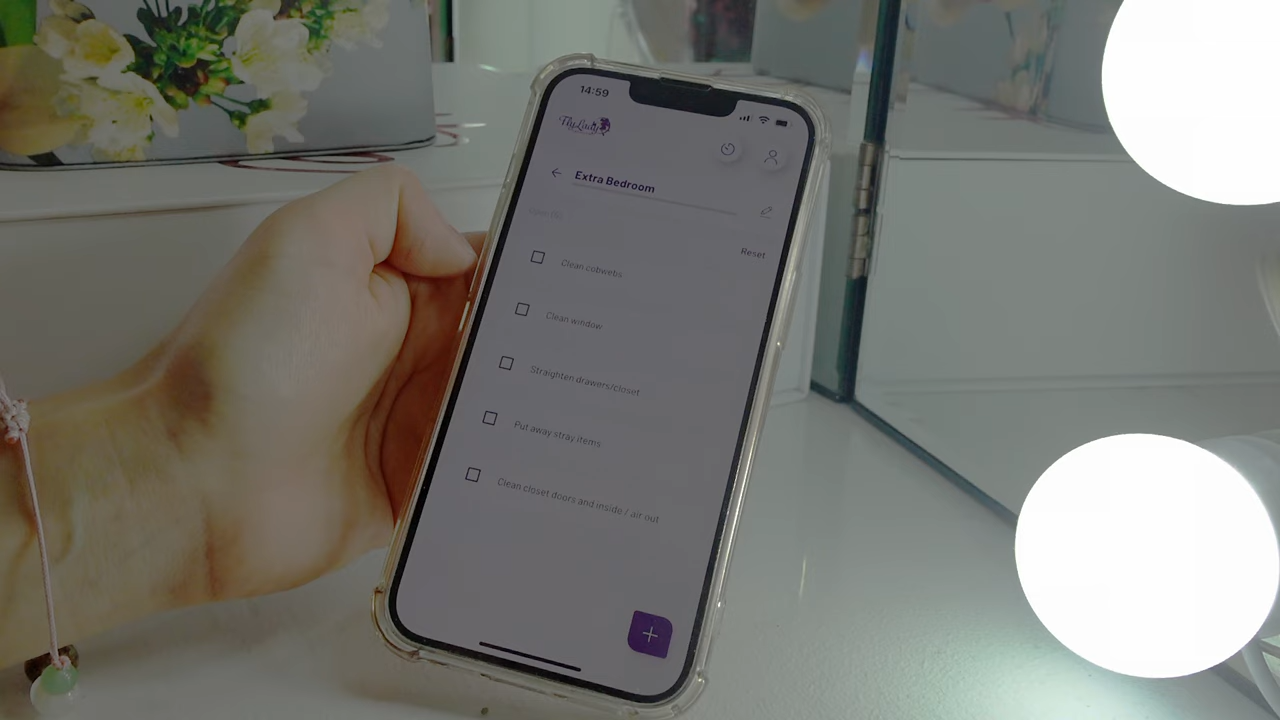 14:59
FlyLady
Extra Bedroom
Reset
Clean cobwebs
Clean window
Straighten drawers/closet
Put away stray items
Clean closet doors and inside / air out